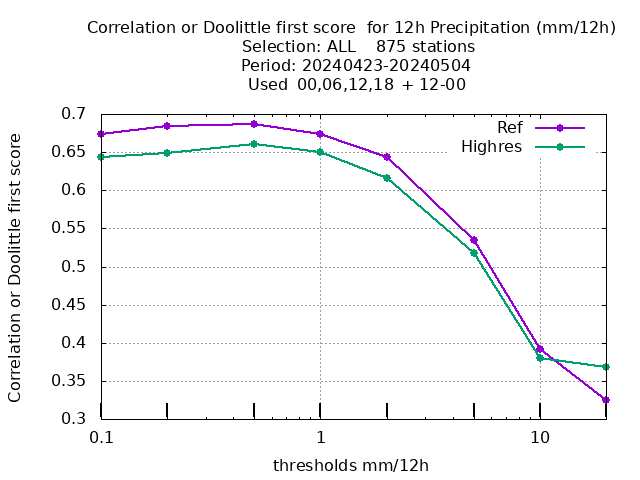 Correlation or Doolittle first score  for 12h Precipitation (mm/12h)
Selection: ALL    875 stations
Period: 20240423-20240504
Used  00,06,12,18 + 12-00
Correlation or Doolittle first score
0.7
0.65
0.6
0.55
0.5
0.45
0.4
0.35
0.3
Ref
Highres
0.1
1
10
thresholds mm/12h